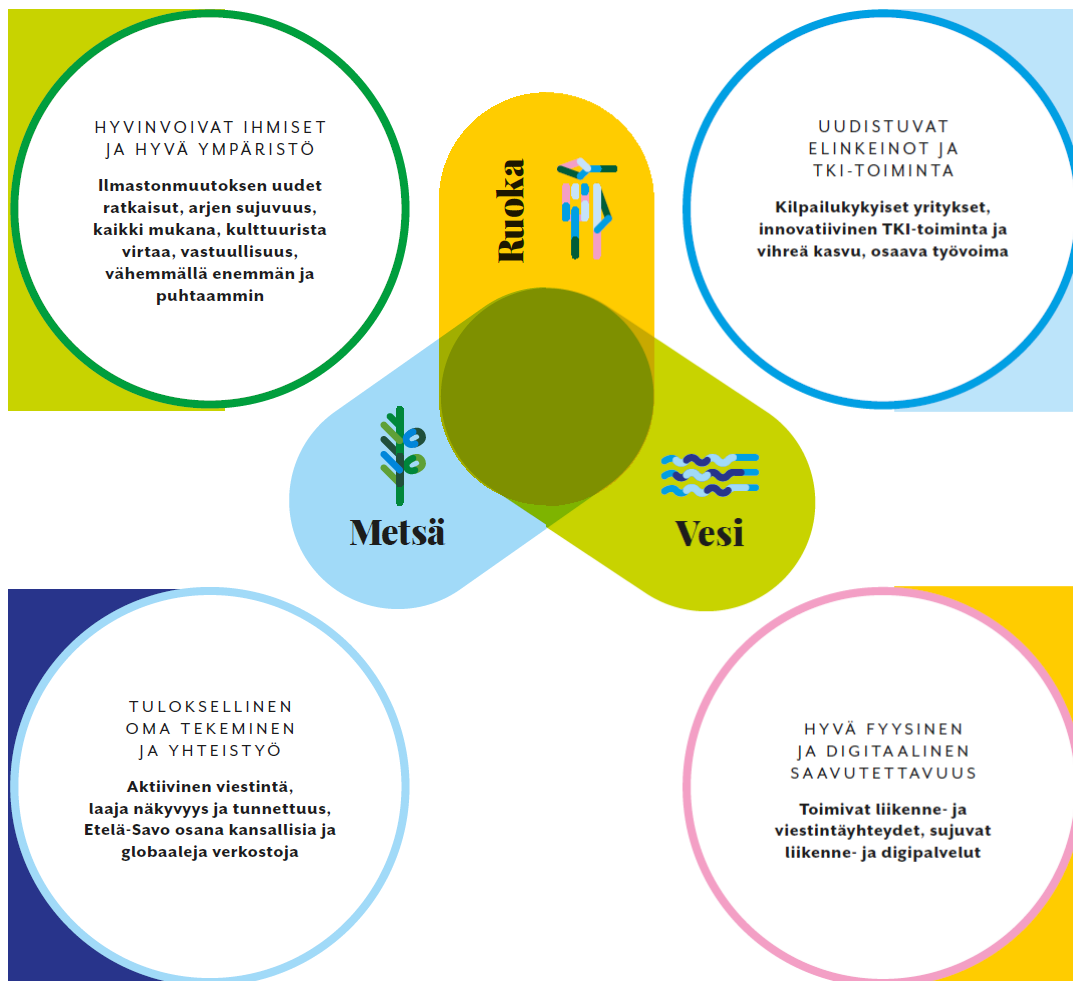 HYVINVOIVAT IHMISET
JA HYVÄ YMPÄRISTÖ
Ilmastonmuutoksen uudet
ratkaisut, arjen sujuvuus,
kaikki mukana, kulttuurista
virtaa, vastuullisuus,
vähemmällä enemmän ja
puhtaammin
Ruoka
UUDISTUVAT
ELINKEINOT JA
TKI-TOIMINTA
Kilpailukykyiset yritykset,
innovatiivinen TKI-toiminta ja
vihreä kasvu, osaava työvoima
Metsä
Vesi
TULOKSELLINEN
OMA TEKEMINEN
JA YHTEISTYÖ
Aktiivinen viestintä,
laaja näkyvyys ja tunnettuus,
Etelä-Savo osana kansallisia ja
globaaleja verkostoja
HYVÄ FYYSINEN
JA DIGITAALINEN
SAAVUTETTAVUUS
Toimivat liikenne- ja
viestintäyhteydet, sujuvat
liikenne- ja digipalvelut